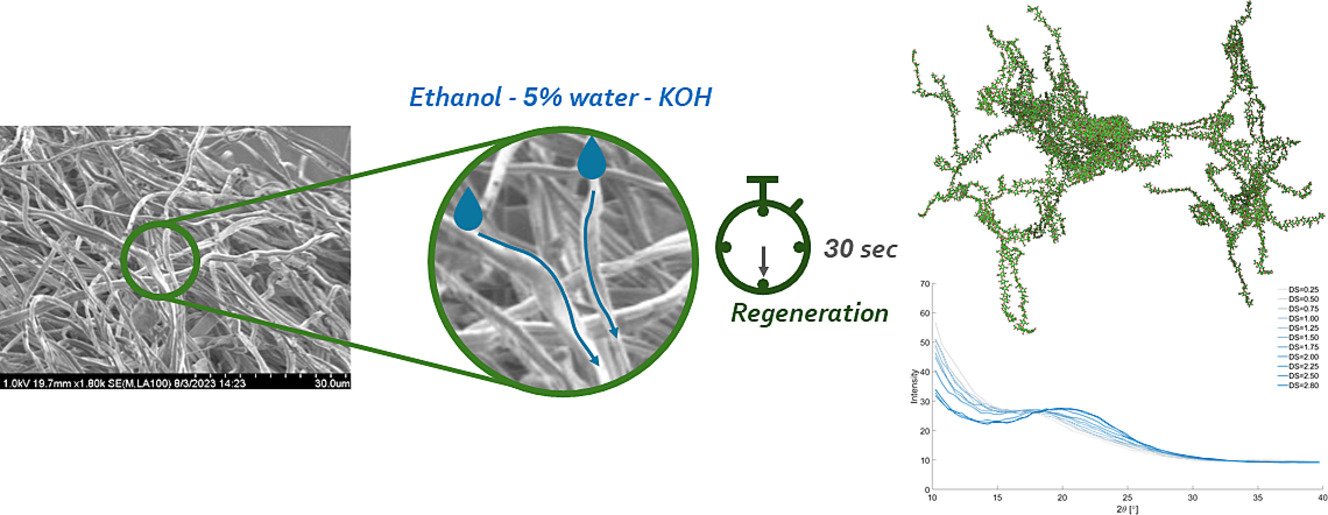 Ethanol - 5% water - KOH
1.0kV 19.7mm x1.80k SE(M,LA100) 8/3/2023 14:23 30.0um
30 sec
Regeneration
70
60
50
40
30
20
10
0
Intensity
10 15 20 25 30 35 40
2θ [°]
DS=0.25
DS=0.50
DS=0.75
DS=1.00
DS=1.25
DS=1.50
DS=1.75
DS=2.00
DS=2.25
DS=2.50
DS=2.80